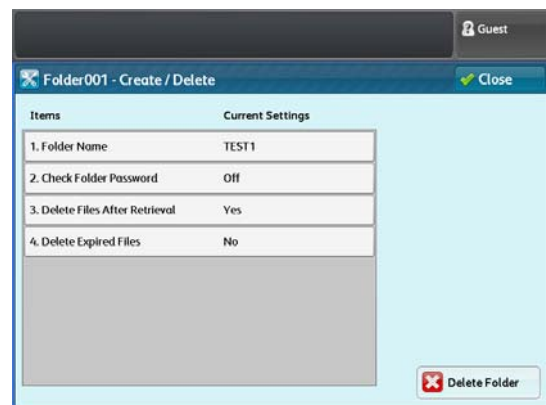 Guest
Folder001 - Create / Delete
Close
Items Current Settings
1. Folder Name TEST1
2. Check Folder Password Off
3. Delete Files After Retrieval Yes
4. Delete Expired Files No
Delete Folder